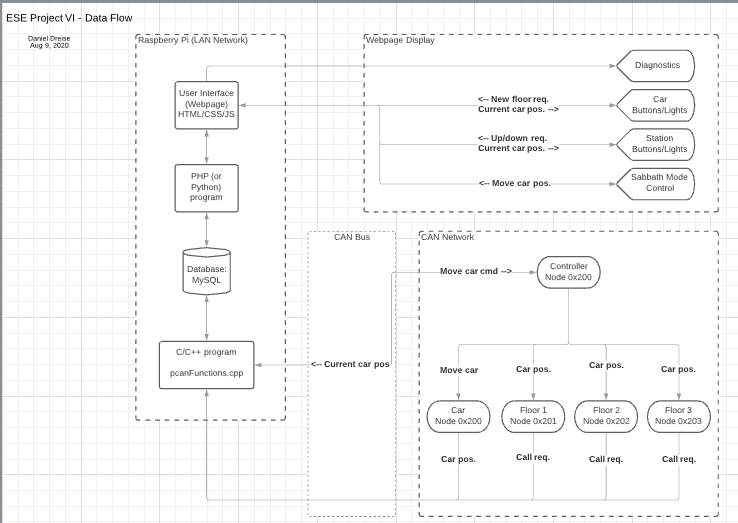 ESE Project VI - Data Flow
Daniel Dreise
Aug 9, 2020
Raspberry Pi (LAN Network)
User Interface
(Webpage)
HTML/CSS/JS
PHP (or
Python)
program
Database:
MySQL
C/C++ program
pcanFunctions.cpp
Webpage Display
Diagnostics
<-- New floor req.
Current car pos. -->
Car
Buttons/Lights
<-- Up/down req.
Current car pos. -->
Station
Buttons/Lights
<-- Move car pos.
Sabbath Mode
Control
CAN Bus
<-- Current car pos
CAN Network
Move car cmd -->
Controller
Node 0x200
Move car
Car pos.
Car pos.
Car pos.
Car
Node 0x200
Floor 1
Node 0x201
Floor 2
Node 0x202
Floor 3
Node 0x203
Car pos.
Call req.
Call req.
Call req.